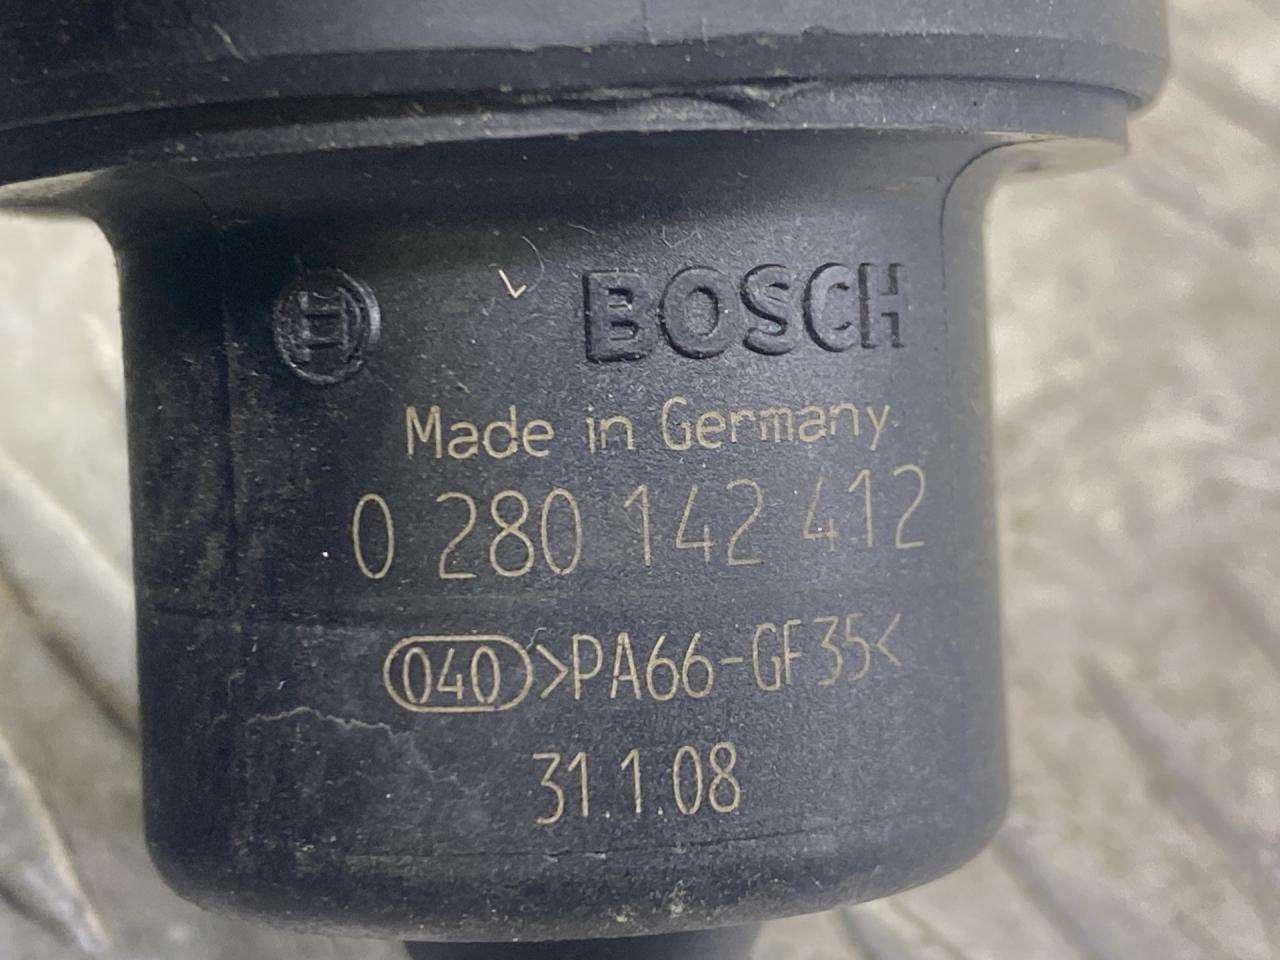 BOSCH
Made in Germany
0 280 142 412
040 >PA66-GF35<
31.1.08